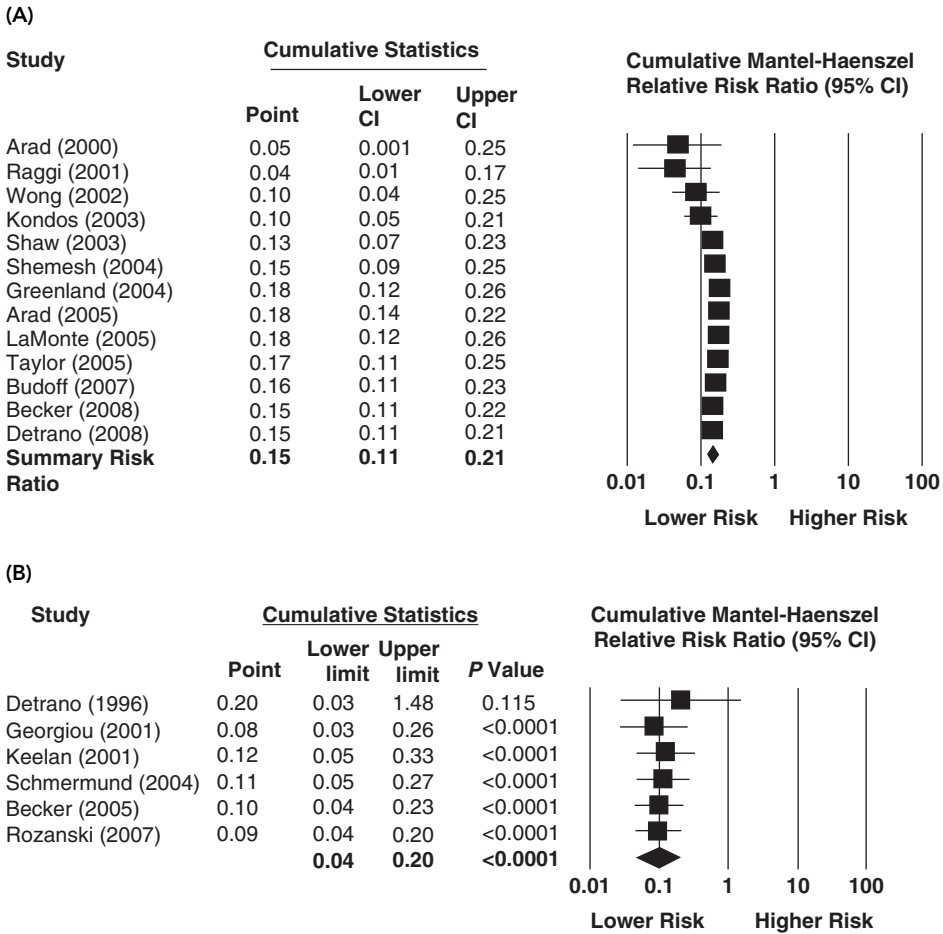 (A)
Study Cumulative Statistics Cumulative Mantel-Haenszel
Relative Risk Ratio (95% CI)
Point Lower CI Upper CI
Arad (2000) 0.05 0.001 0.25
Raggi (2001) 0.04 0.01 0.17
Wong (2002) 0.10 0.04 0.25
Kondos (2003) 0.10 0.05 0.21
Shaw (2003) 0.13 0.07 0.23
Shemesh (2004) 0.15 0.09 0.25
Greenland (2004) 0.18 0.12 0.26
Arad (2005) 0.18 0.14 0.22
LaMonte (2005) 0.18 0.12 0.26
Taylor (2005) 0.17 0.11 0.25
Budoff (2007) 0.16 0.11 0.23
Becker (2008) 0.15 0.11 0.22
Detrano (2008) 0.15 0.11 0.21
Summary Risk 0.15 0.11 0.21
Ratio
0.01 0.1 1 10 100
Lower Risk Higher Risk
(B)
Study Cumulative Statistics Cumulative Mantel-Haenszel
Relative Risk Ratio (95% CI)
Point Lower limit Upper limit P Value
Detrano (1996) 0.20 0.03 1.48 0.115
Georgiou (2001) 0.08 0.03 0.26 <0.0001
Keelan (2001) 0.12 0.05 0.33 <0.0001
Schmermund (2004) 0.11 0.05 0.27 <0.0001
Becker (2005) 0.10 0.04 0.23 <0.0001
Rozanski (2007) 0.09 0.04 0.20 <0.0001
0.04 0.20 <0.0001
0.01 0.1 1 10 100
Lower Risk Higher Risk